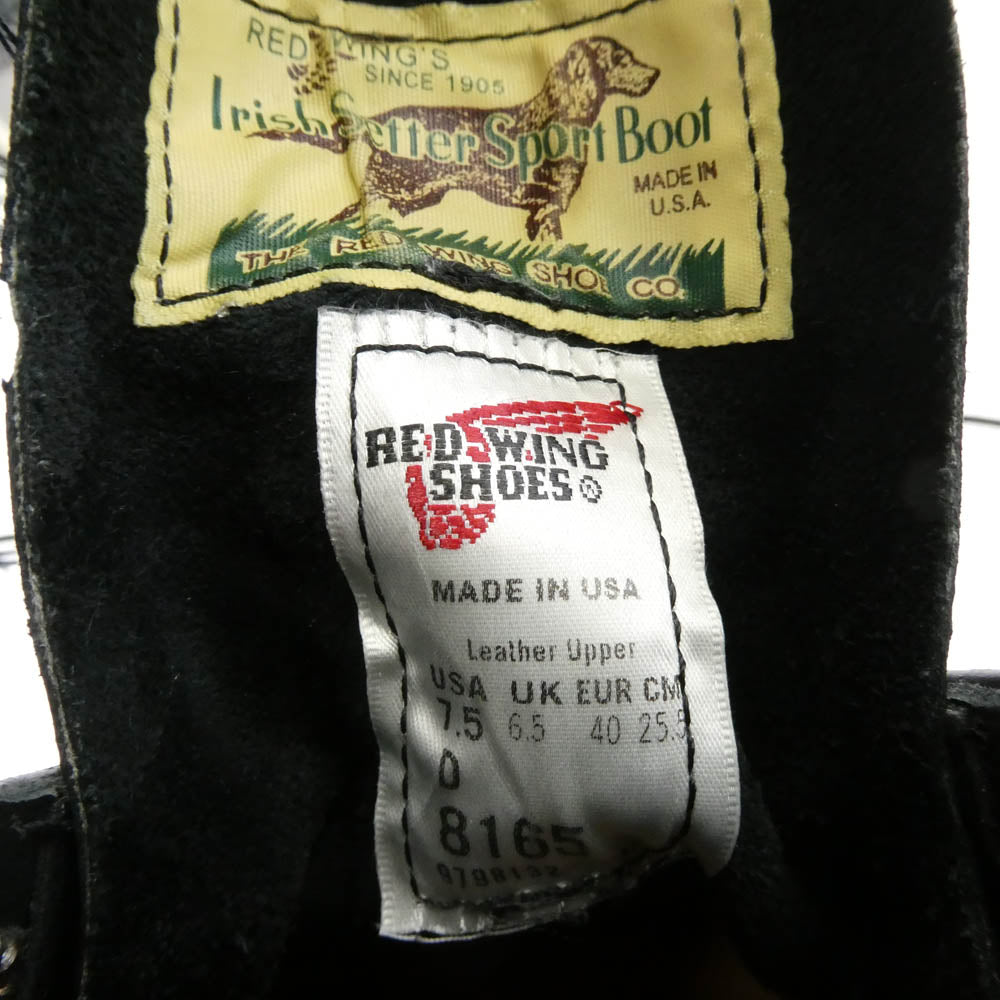 RED WING'S
SINCE 1905
Irish Setter Sport Boot
MADE IN
U.S.A.
THE RED WING SHOE CO.
RED WING
SHOES ®
MADE IN USA
Leather Upper
USA UK EUR CM
7.5 6.5 40 25.5
D
8165